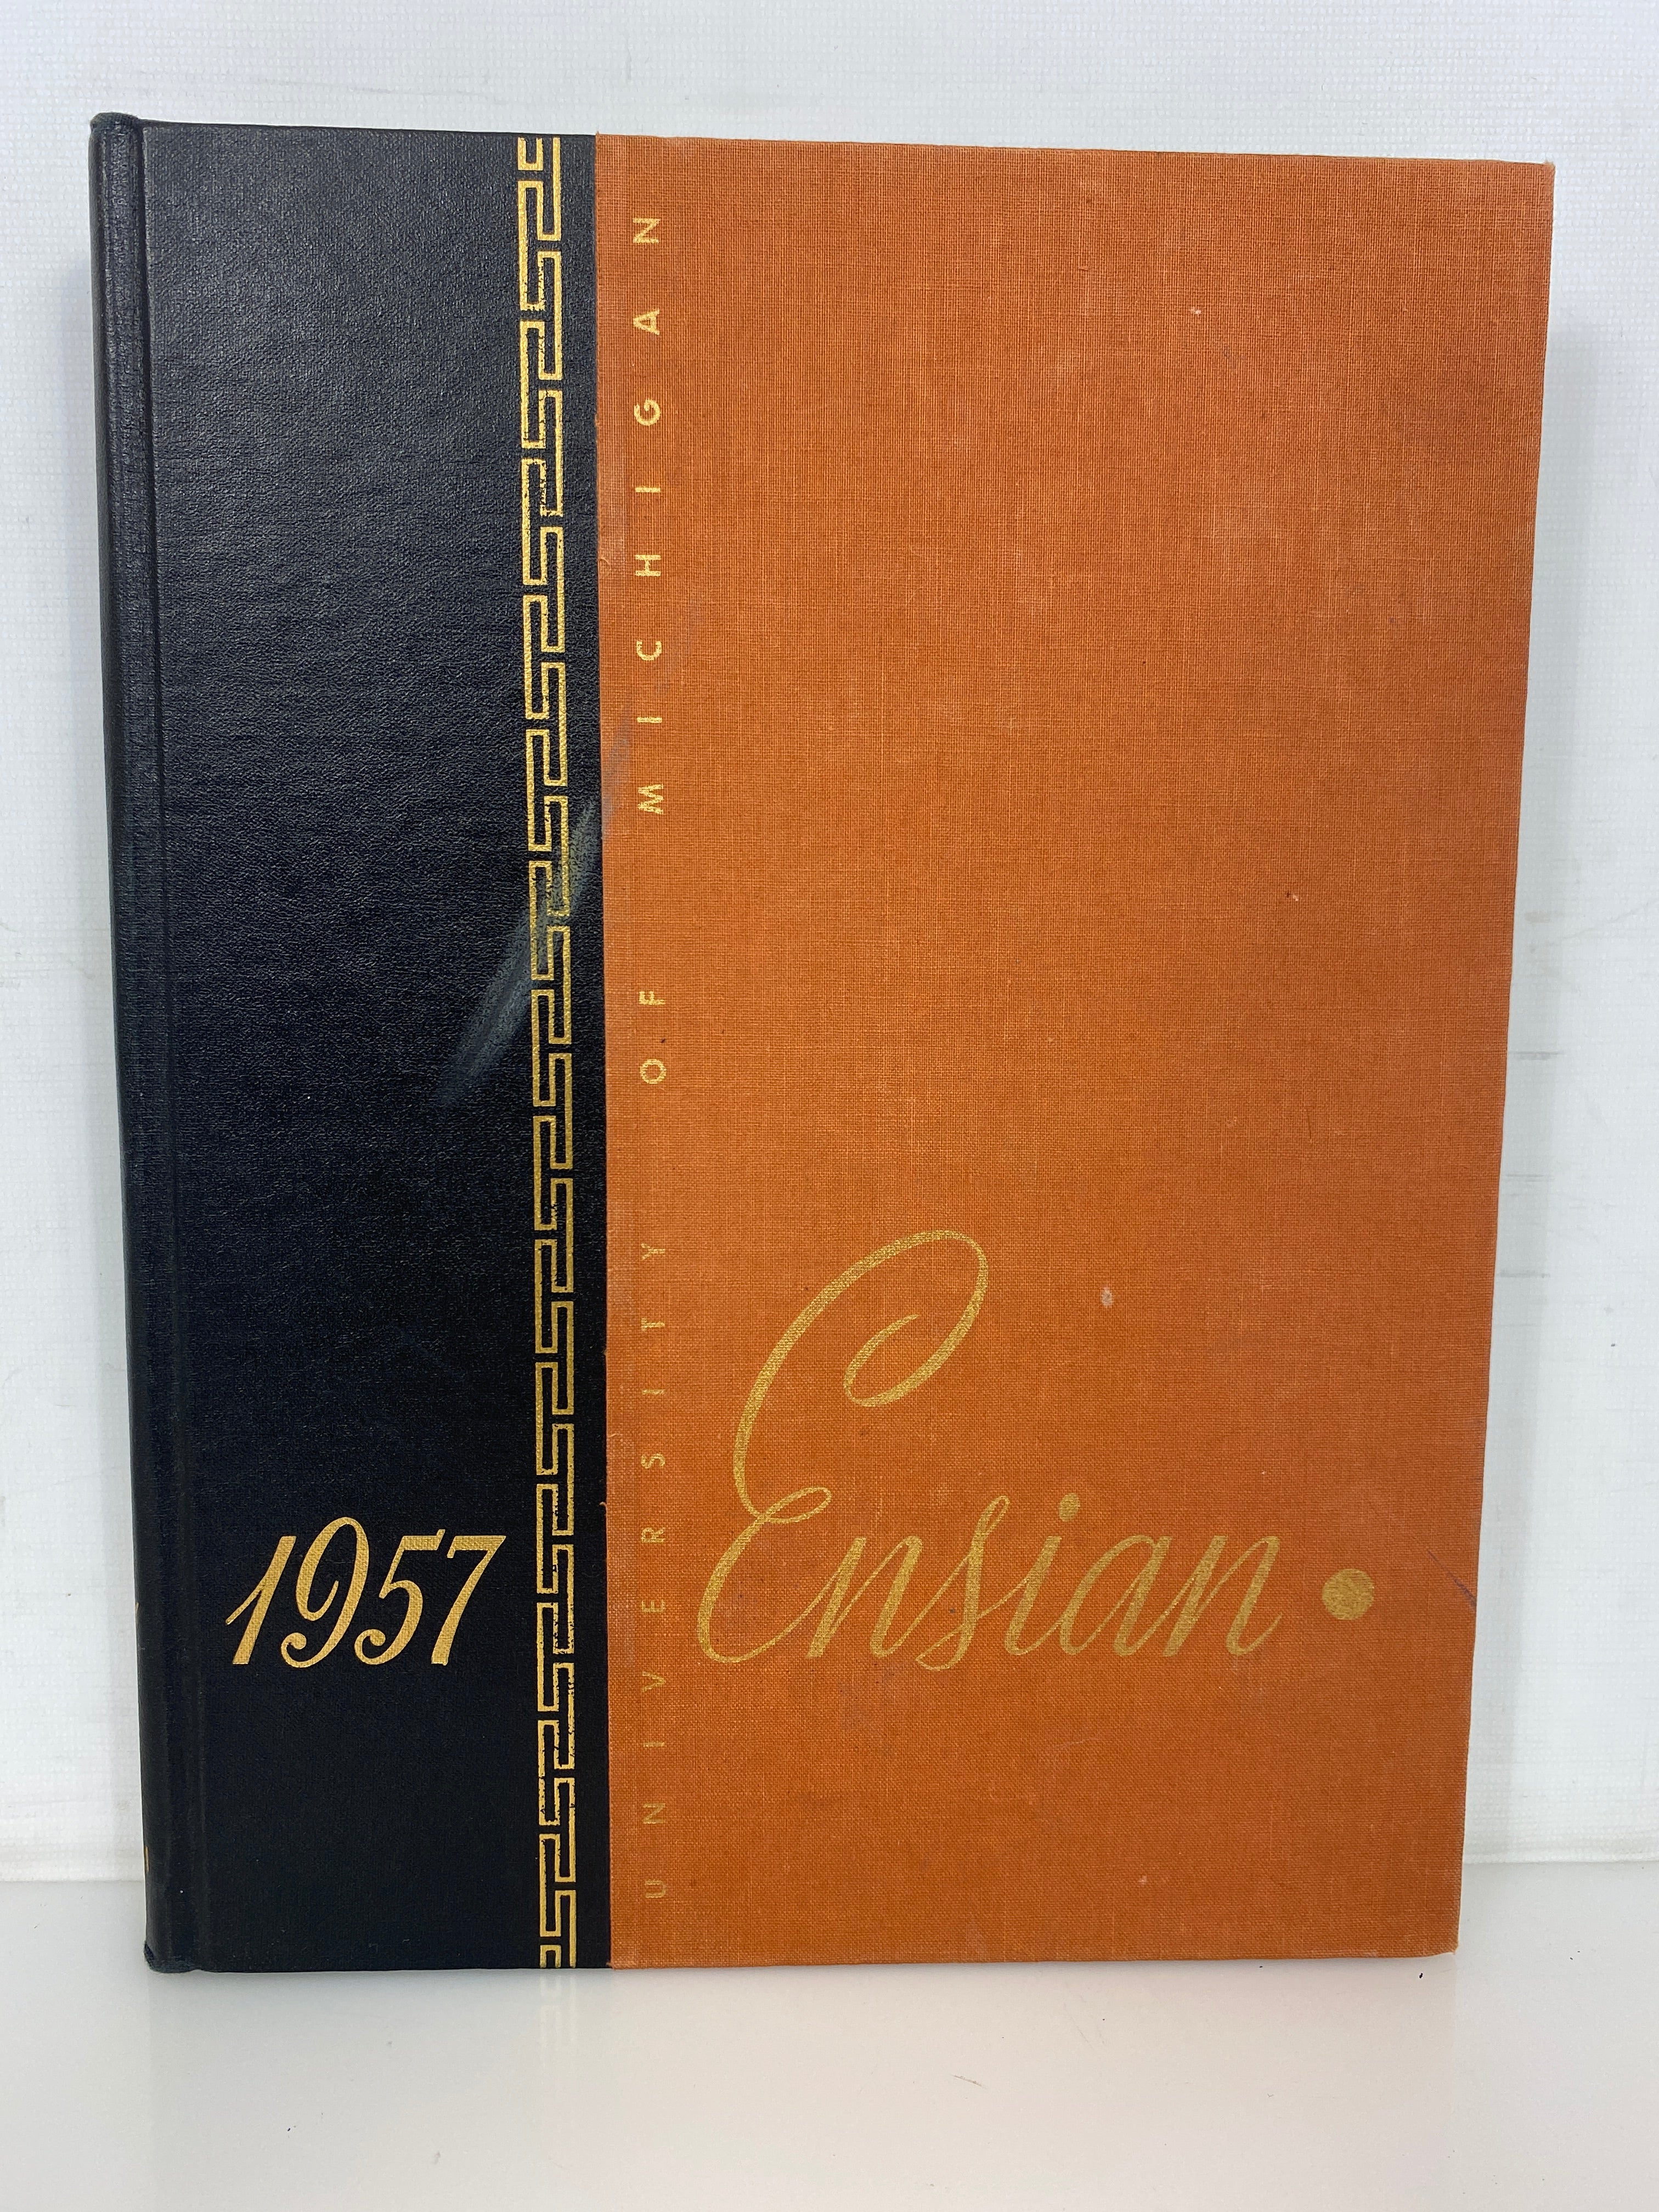 1957
UNIVERSITY OF MICHIGAN
Ensian